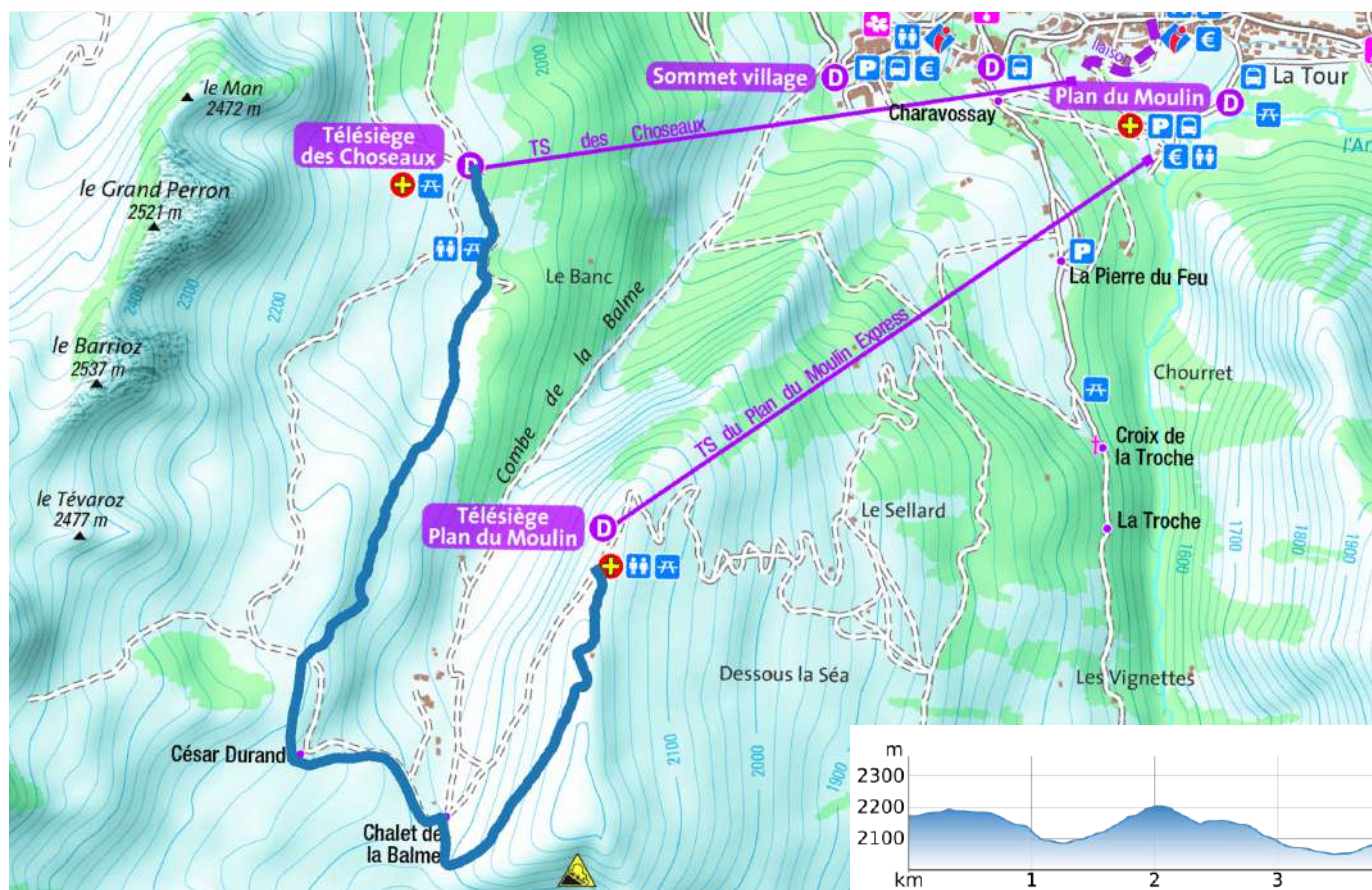 le Man
2472 m
2000
Sommet village
D
P
€
D
liaison
€
La Tour
Plan du Moulin
D
Charavossay
P
€
l'Ar
Télésiège
des Choseaux
D
TS des Choseaux
le Grand Perron
2521 m
2400
2300
2200
Le Banc
P
La Pierre du Feu
le Barrioz
2537 m
Combe de la Balme
TS du Plan du Moulin Express
Chourret
Croix de
la Troche
le Tévaroz
2477 m
Télésiège
Plan du Moulin
D
Le Sellard
La Troche
1600
1700
1800
1900
Dessous la Séa
Les Vignettes
César Durand
2100
2000
1900
Chalet de
la Balme
m
2300
2200
2100
km
1
2
3